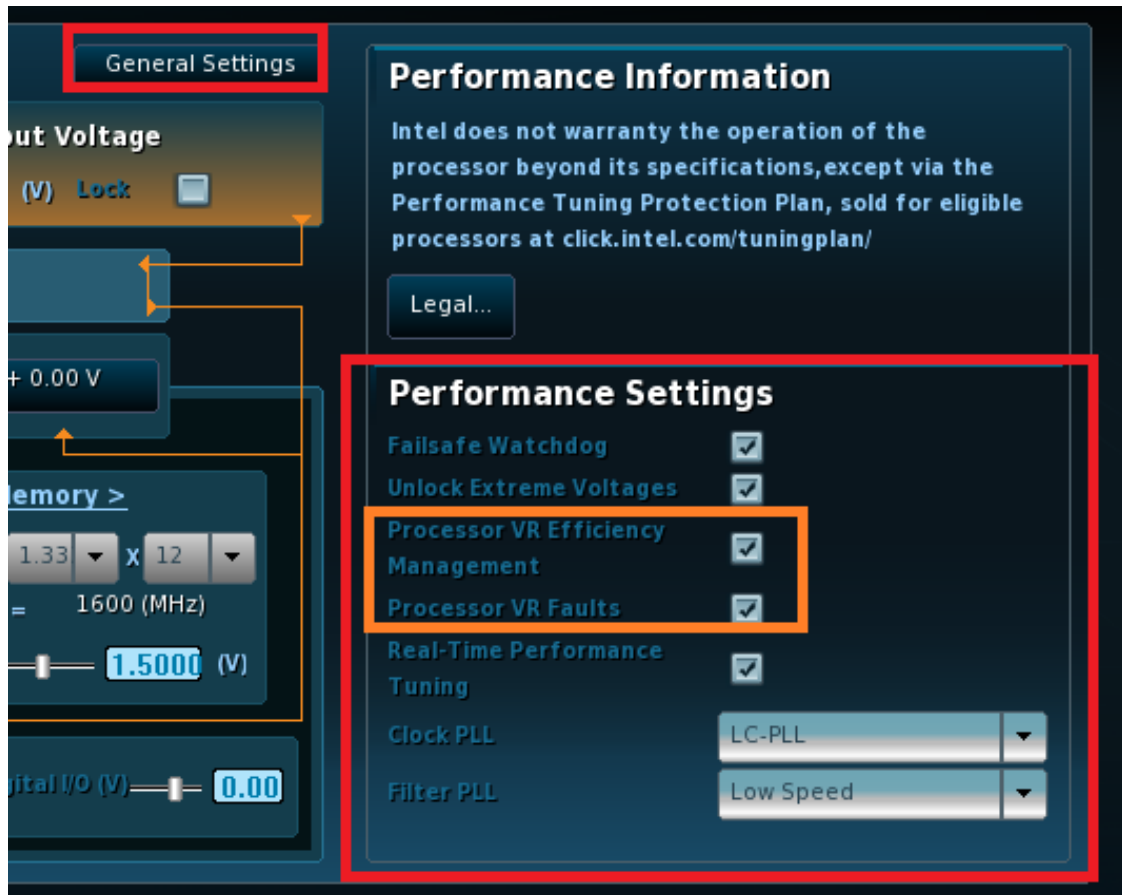 General Settings
Performance Information
Intel does not warranty the operation of the
processor beyond its specifications,except via the
Performance Tuning Protection Plan, sold for eligible
processors at click.intel.com/tuningplan/
Legal...
Voltage
(V) Lock
+ 0.00 V
1.33 X 12
= 1600 (MHz)
1.5000 (V)
I/O (V) 0.00
Performance Settings
Failsafe Watchdog
Unlock Extreme Voltages
Processor VR Efficiency
Management
Processor VR Faults
Real-Time Performance
Tuning
Clock PLL LC-PLL
Filter PLL Low Speed